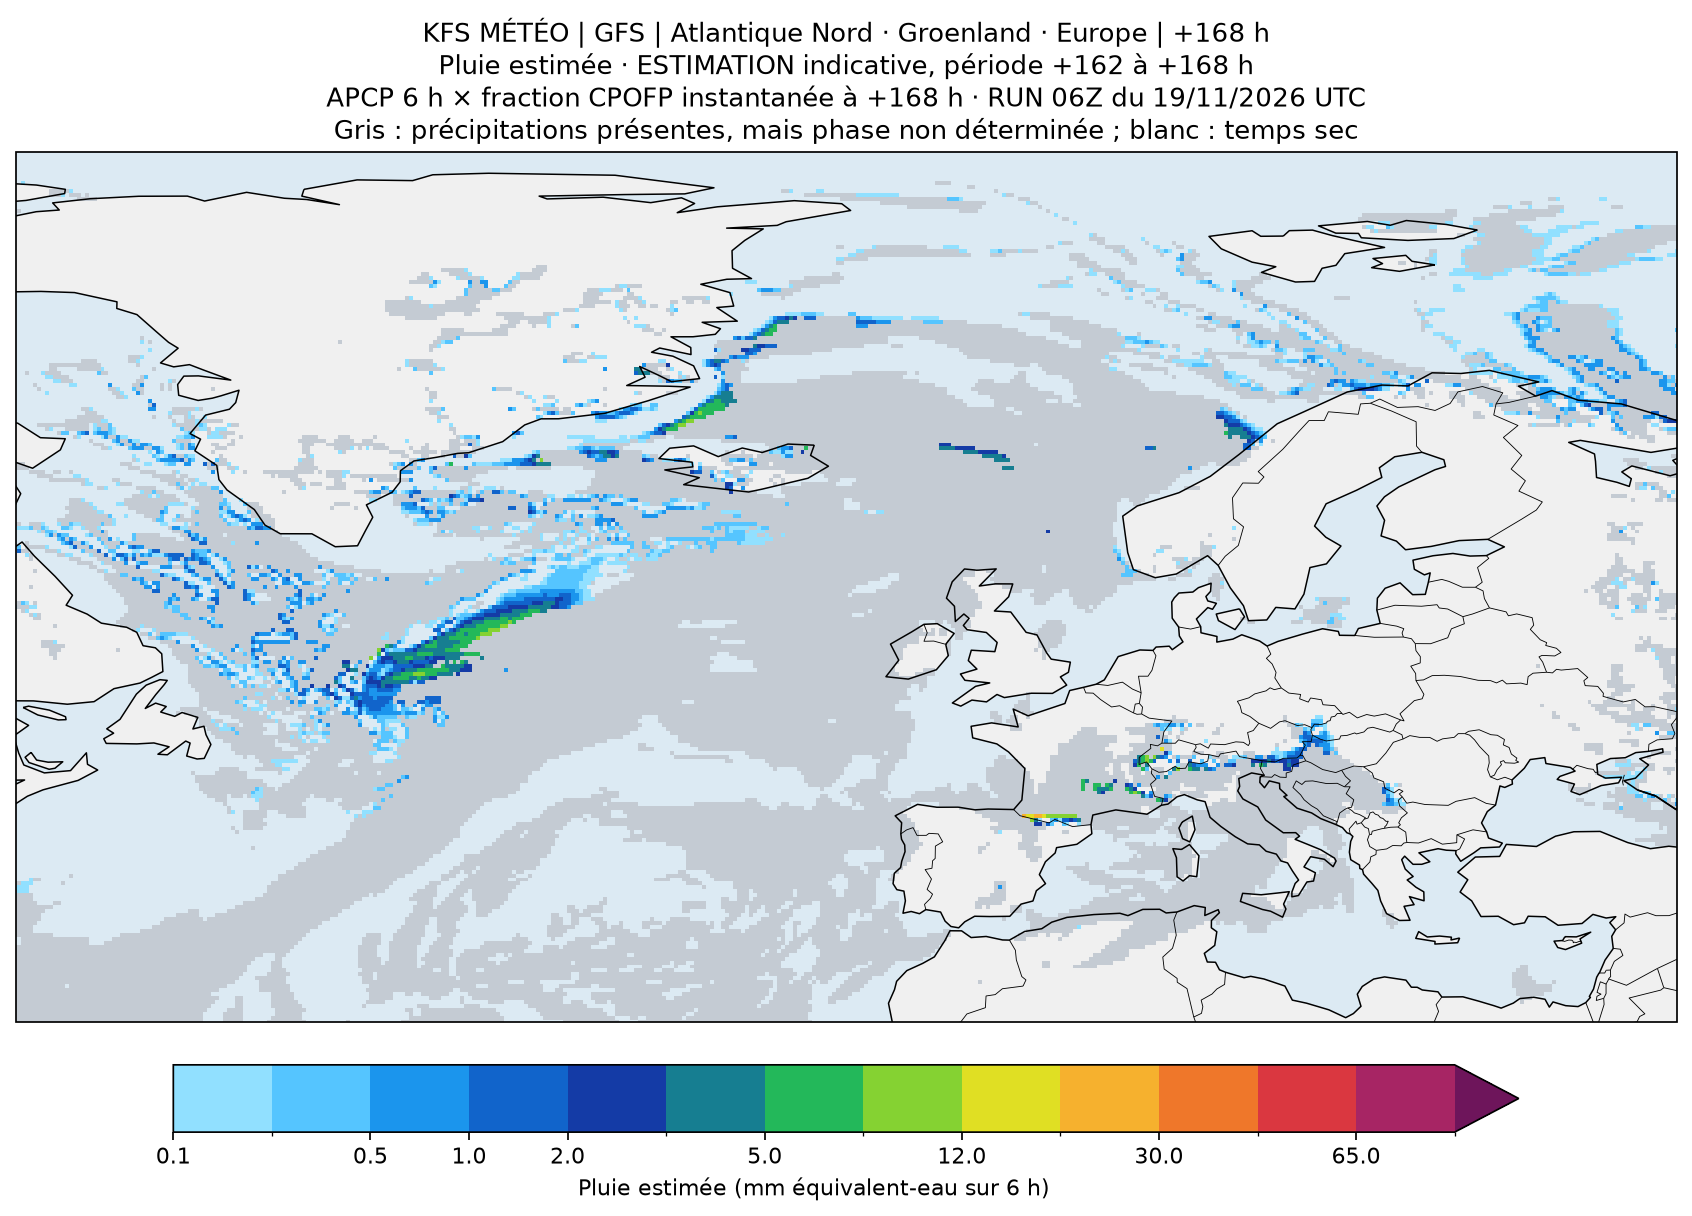 KFS MÉTÉO | GFS | Atlantique Nord · Groenland · Europe | +168 h
Pluie estimée · ESTIMATION indicative, période +162 à +168 h
APCP 6 h × fraction CPOFP instantanée à +168 h · RUN 06Z du 19/11/2026 UTC
Gris : précipitations présentes, mais phase non déterminée ; blanc : temps sec
0.1 0.5 1.0 2.0 5.0 12.0 30.0 65.0
Pluie estimée (mm équivalent-eau sur 6 h)